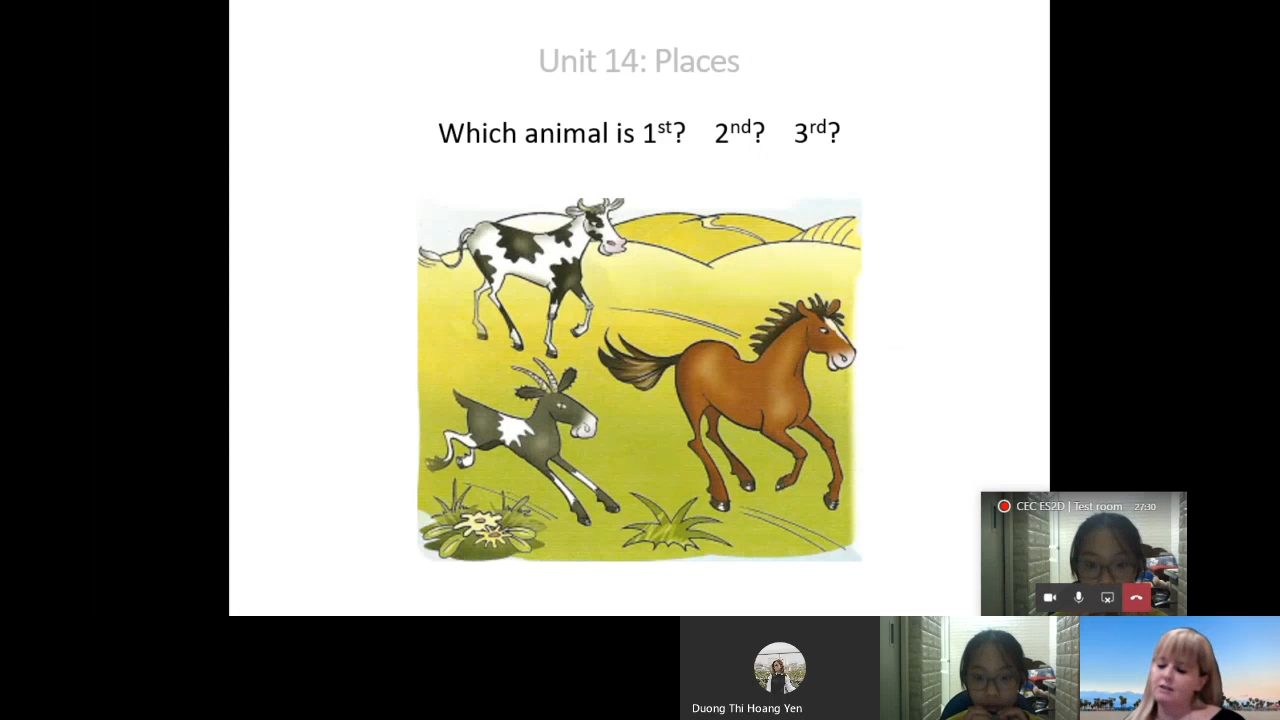 Unit 14: Places
Which animal is 1st? 2nd? 3rd?
CEC ES2D | Test room 27:30
Duong Thi Hoang Yen